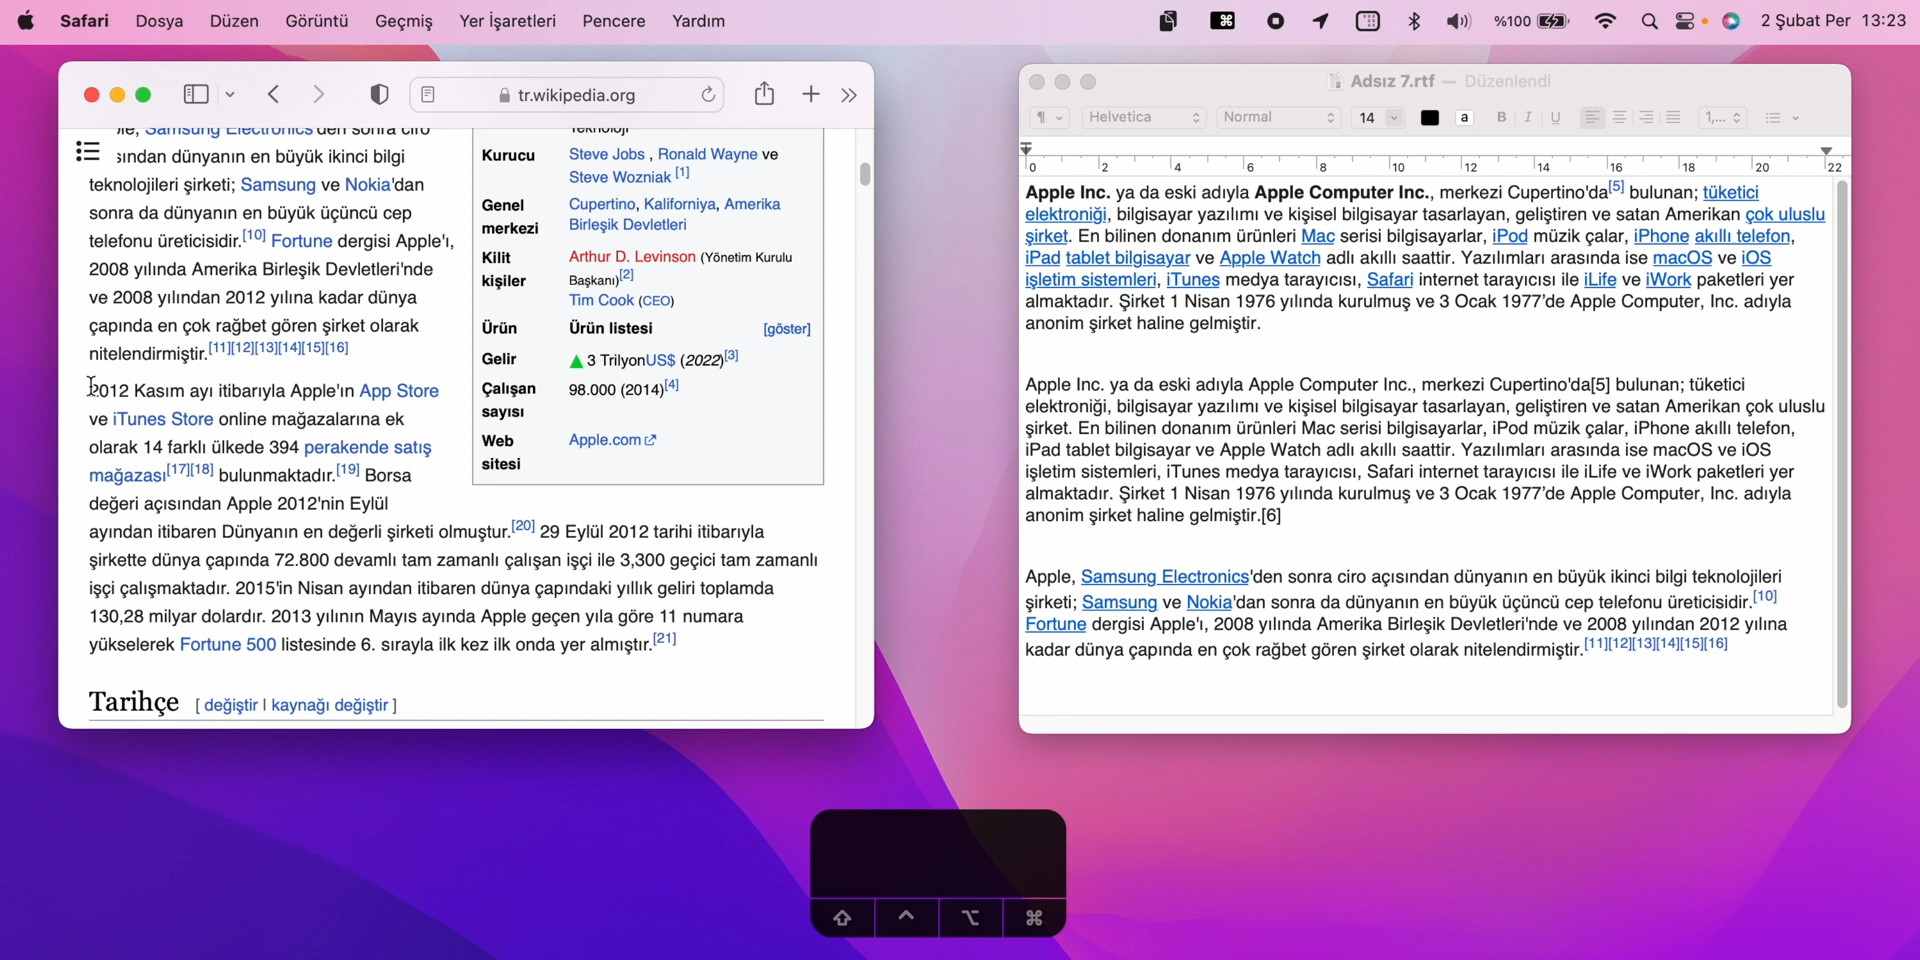 Safari Dosya Düzen Görüntü Geçmiş Yer İşaretleri Pencere Yardım %100 2 Şubat Per 13:23
tr.wikipedia.org
Samsung Electronics'den sonra ciro
sından dünyanın en büyük ikinci bilgi
teknolojileri şirketi; Samsung ve Nokia'dan
sonra da dünyanın en büyük üçüncü cep
telefonu üreticisidir.[10] Fortune dergisi Apple'ı,
2008 yılında Amerika Birleşik Devletleri'nde
ve 2008 yılından 2012 yılına kadar dünya
çapında en çok rağbet gören şirket olarak
nitelendirmiştir.[11][12][13][14][15][16]
2012 Kasım ayı itibarıyla Apple'ın App Store
ve iTunes Store online mağazalarına ek
olarak 14 farklı ülkede 394 perakende satış
mağazası[17][18] bulunmaktadır.[19] Borsa
değeri açısından Apple 2012'nin Eylül
ayından itibaren Dünyanın en değerli şirketi olmuştur.[20] 29 Eylül 2012 tarihi itibarıyla
şirkette dünya çapında 72.800 devamlı tam zamanlı çalışan işçi ile 3,300 geçici tam zamanlı
işçi çalışmaktadır. 2015'in Nisan ayından itibaren dünya çapındaki yıllık geliri toplamda
130,28 milyar dolardır. 2013 yılının Mayıs ayında Apple geçen yıla göre 11 numara
yükselerek Fortune 500 listesinde 6. sırayla ilk kez ilk onda yer almıştır.[21]
Tarihçe [ değiştir | kaynağı değiştir ]
Teknoloji
Kurucu Steve Jobs , Ronald Wayne ve
Steve Wozniak [1]
Genel Cupertino, Kaliforniya, Amerika
merkezi Birleşik Devletleri
Kilit Arthur D. Levinson (Yönetim Kurulu
kişiler Başkanı)[2]
Tim Cook (CEO)
Ürün Ürün listesi [göster]
Gelir ▲ 3 TrilyonUS$ (2022)[3]
Çalışan 98.000 (2014)[4]
sayısı
Web Apple.com
sitesi
Adsız 7.rtf — Düzenlendi
¶ Helvetica Normal 14 a B I U 1,...
0 2 4 6 8 10 12 14 16 18 20 22
Apple Inc. ya da eski adıyla Apple Computer Inc., merkezi Cupertino'da[5] bulunan; tüketici
elektroniği, bilgisayar yazılımı ve kişisel bilgisayar tasarlayan, geliştiren ve satan Amerikan çok uluslu
şirket. En bilinen donanım ürünleri Mac serisi bilgisayarlar, iPod müzik çalar, iPhone akıllı telefon,
iPad tablet bilgisayar ve Apple Watch adlı akıllı saattir. Yazılımları arasında ise macOS ve iOS
işletim sistemleri, iTunes medya tarayıcısı, Safari internet tarayıcısı ile iLife ve iWork paketleri yer
almaktadır. Şirket 1 Nisan 1976 yılında kurulmuş ve 3 Ocak 1977'de Apple Computer, Inc. adıyla
anonim şirket haline gelmiştir.
Apple Inc. ya da eski adıyla Apple Computer Inc., merkezi Cupertino'da[5] bulunan; tüketici
elektroniği, bilgisayar yazılımı ve kişisel bilgisayar tasarlayan, geliştiren ve satan Amerikan çok uluslu
şirket. En bilinen donanım ürünleri Mac serisi bilgisayarlar, iPod müzik çalar, iPhone akıllı telefon,
iPad tablet bilgisayar ve Apple Watch adlı akıllı saattir. Yazılımları arasında ise macOS ve iOS
işletim sistemleri, iTunes medya tarayıcısı, Safari internet tarayıcısı ile iLife ve iWork paketleri yer
almaktadır. Şirket 1 Nisan 1976 yılında kurulmuş ve 3 Ocak 1977'de Apple Computer, Inc. adıyla
anonim şirket haline gelmiştir.[6]
Apple, Samsung Electronics'den sonra ciro açısından dünyanın en büyük ikinci bilgi teknolojileri
şirketi; Samsung ve Nokia'dan sonra da dünyanın en büyük üçüncü cep telefonu üreticisidir.[10]
Fortune dergisi Apple'ı, 2008 yılında Amerika Birleşik Devletleri'nde ve 2008 yılından 2012 yılına
kadar dünya çapında en çok rağbet gören şirket olarak nitelendirmiştir.[11][12][13][14][15][16]
⇧ ⌃ ⌥ ⌘